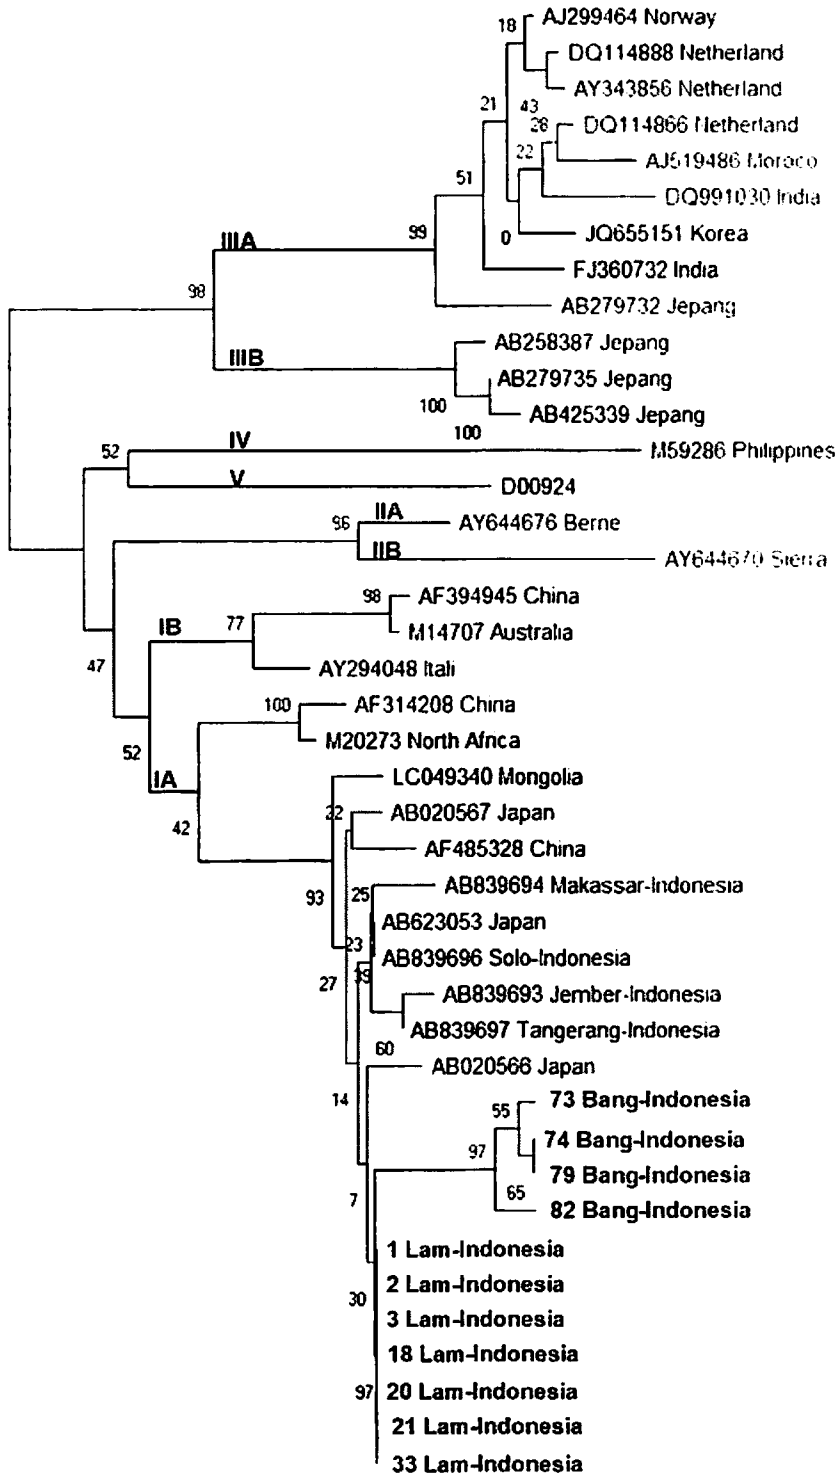 18
AJ299464 Norway
DQ114888 Netherland
21
43
AY343856 Netherland
28
DQ114866 Netherland
22
AJ519486 Moroco
51
DQ991030 India
99
0
JQ655151 Korea
IIIA
FJ360732 India
98
AB279732 Jepang
AB258387 Jepang
IIIB
AB279735 Jepang
100
AB425339 Jepang
52
IV
100
M59286 Philippines
V
D00924
IIA
96
AY644676 Berne
IIB
AY644670 Sierra
98
AF394945 China
IB
77
M14707 Australia
47
AY294048 Itali
100
AF314208 China
52
M20273 North Africa
IA
LC049340 Mongolia
42
22
AB020567 Japan
AF485328 China
93
25
AB839694 Makassar-Indonesia
AB623053 Japan
23
AB839696 Solo-Indonesia
27
39
AB839693 Jember-Indonesia
AB839697 Tangerang-Indonesia
60
AB020566 Japan
14
55
73 Bang-Indonesia
74 Bang-Indonesia
97
79 Bang-Indonesia
7
65
82 Bang-Indonesia
1 Lam-Indonesia
2 Lam-Indonesia
30
3 Lam-Indonesia
18 Lam-Indonesia
97
20 Lam-Indonesia
21 Lam-Indonesia
33 Lam-Indonesia